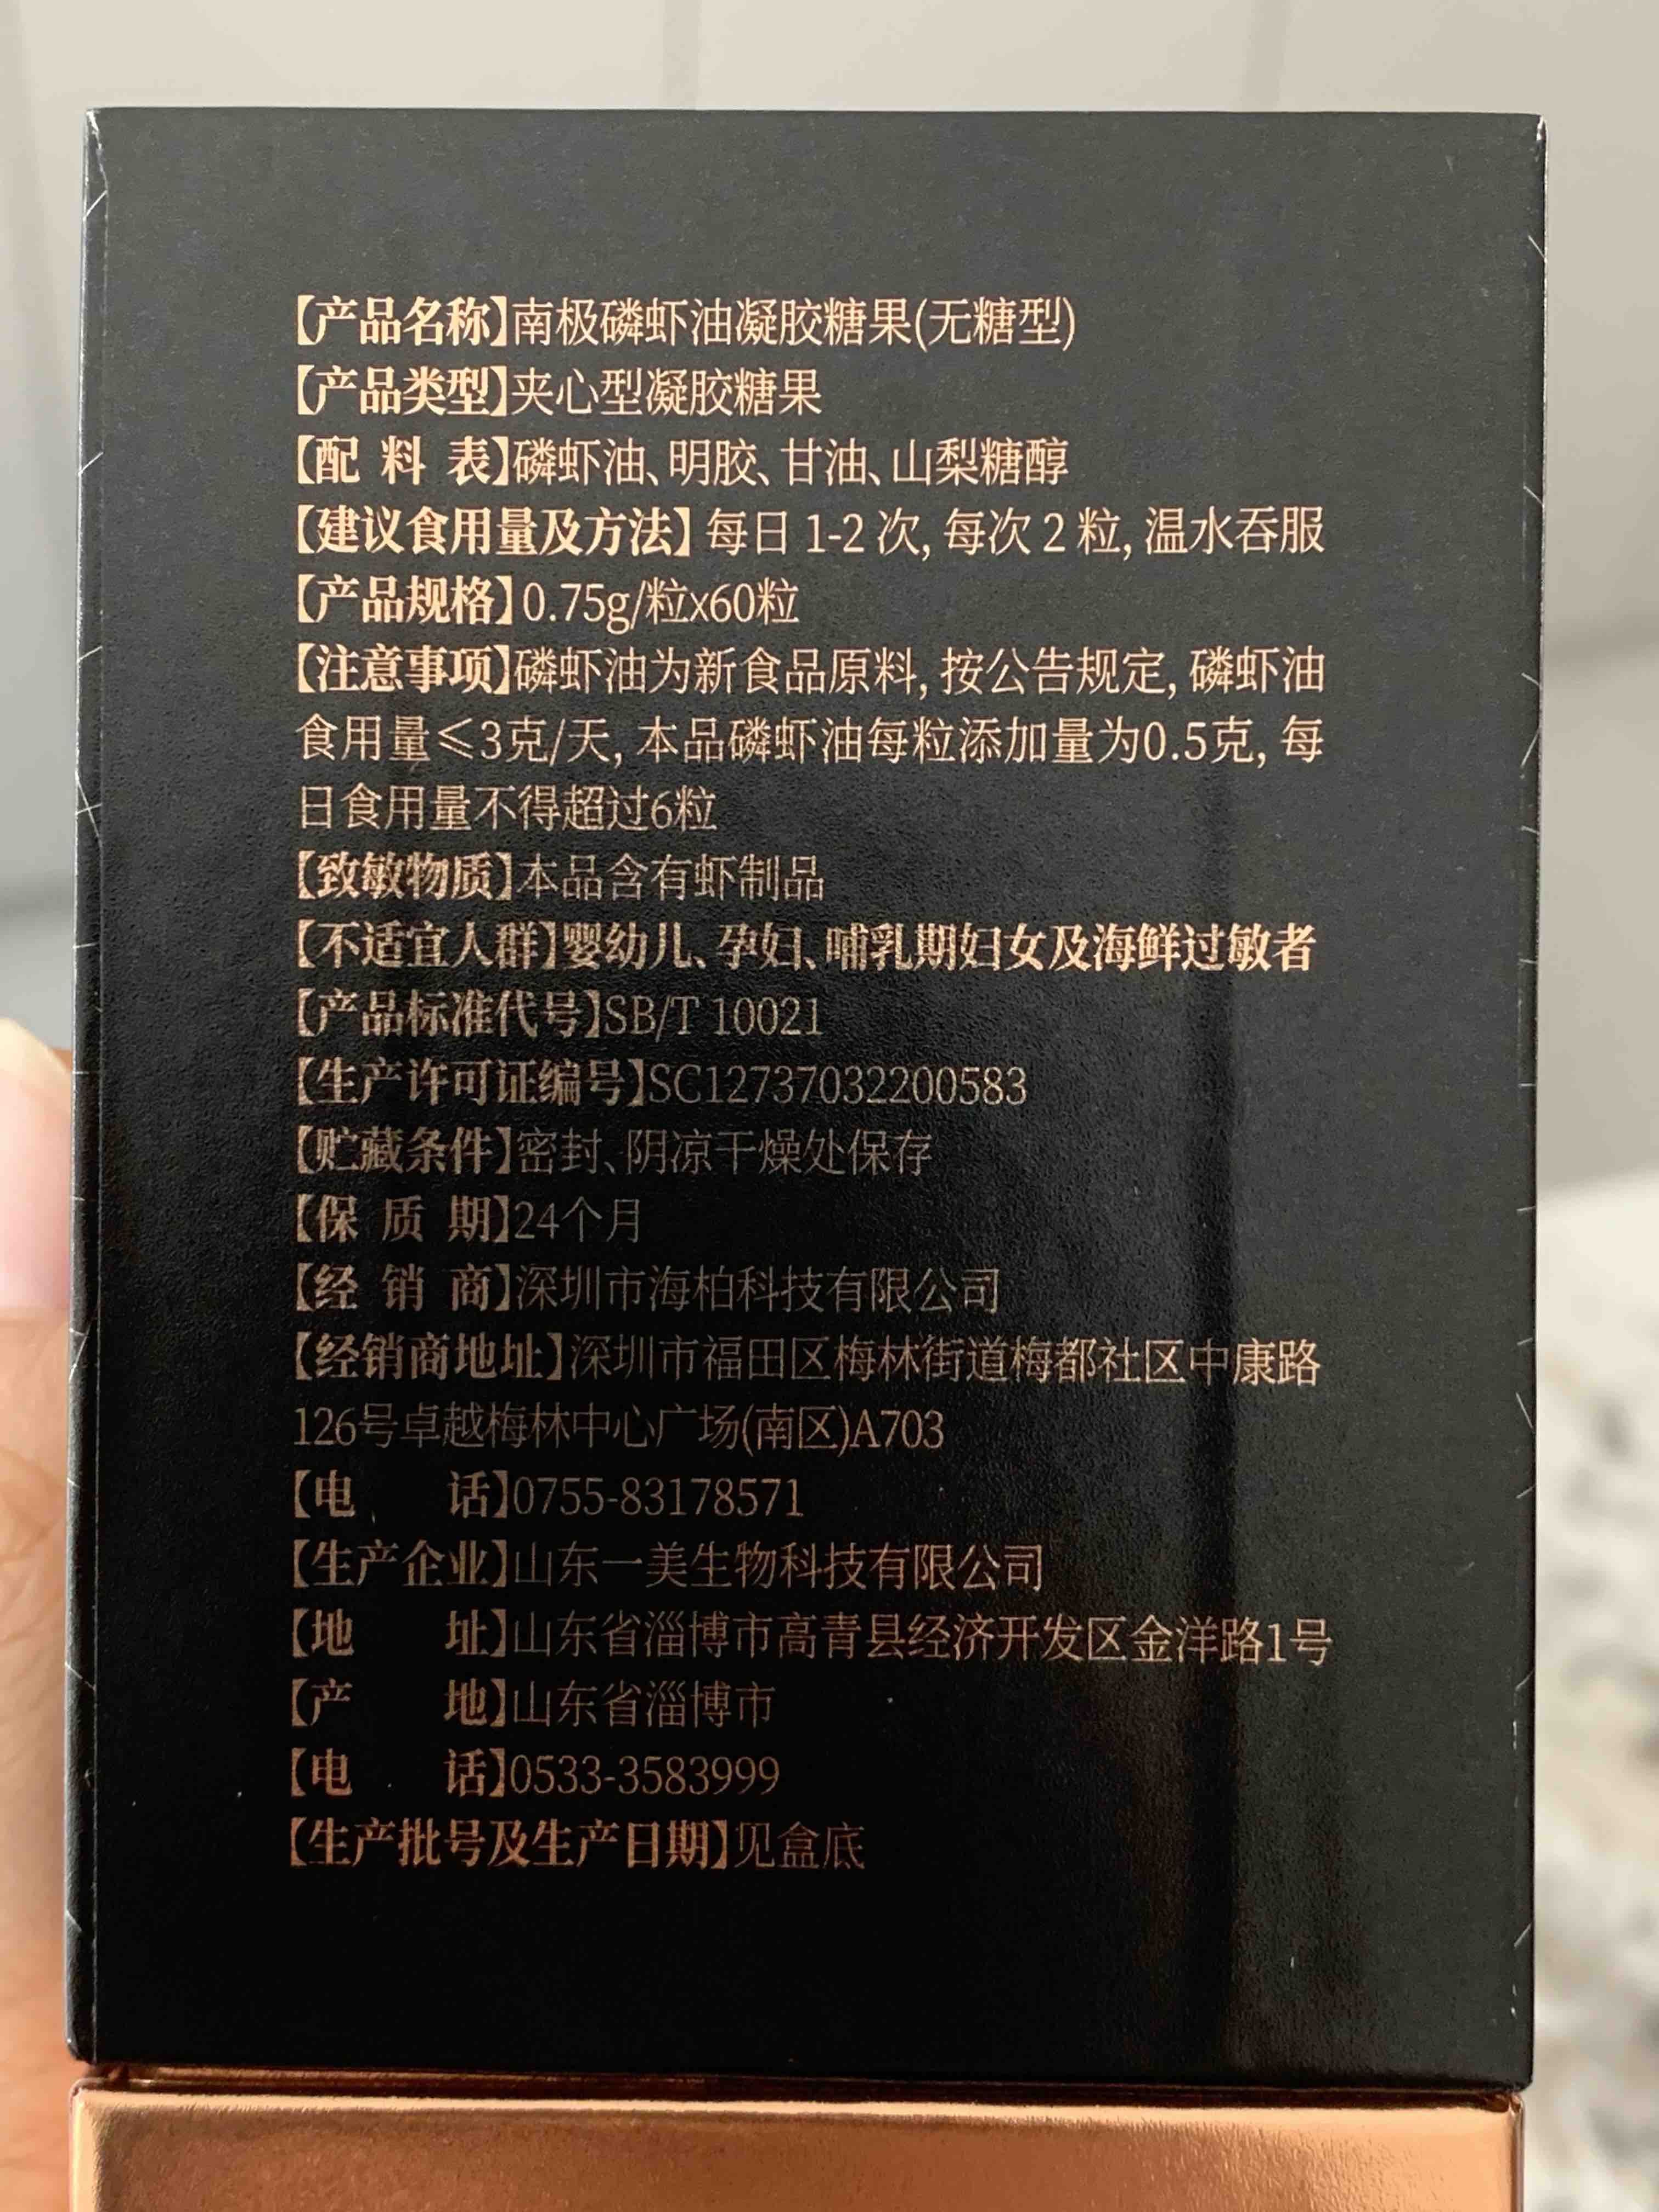 【产品名称】南极磷虾油凝胶糖果(无糖型)
【产品类型】夹心型凝胶糖果
【配 料 表】磷虾油、明胶、甘油、山梨糖醇
【建议食用量及方法】每日 1-2 次, 每次 2 粒, 温水吞服
【产品规格】0.75g/粒x60粒
【注意事项】磷虾油为新食品原料, 按公告规定, 磷虾油
食用量≤3克/天, 本品磷虾油每粒添加量为0.5克, 每
日食用量不得超过6粒
【致敏物质】本品含有虾制品
【不适宜人群】婴幼儿、孕妇、哺乳期妇女及海鲜过敏者
【产品标准代号】SB/T 10021
【生产许可证编号】SC12737032200583
【贮藏条件】密封、阴凉干燥处保存
【保 质 期】24个月
【经 销 商】深圳市海柏科技有限公司
【经销商地址】深圳市福田区梅林街道梅都社区中康路
126号卓越梅林中心广场(南区)A703
【电 话】0755-83178571
【生产企业】山东一美生物科技有限公司
【地 址】山东省淄博市高青县经济开发区金洋路1号
【产 地】山东省淄博市
【电 话】0533-3583999
【生产批号及生产日期】见盒底